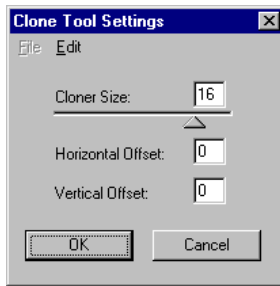 Clone Tool Settings
File Edit
Cloner Size: 16
Horizontal Offset: 0
Vertical Offset: 0
OK Cancel